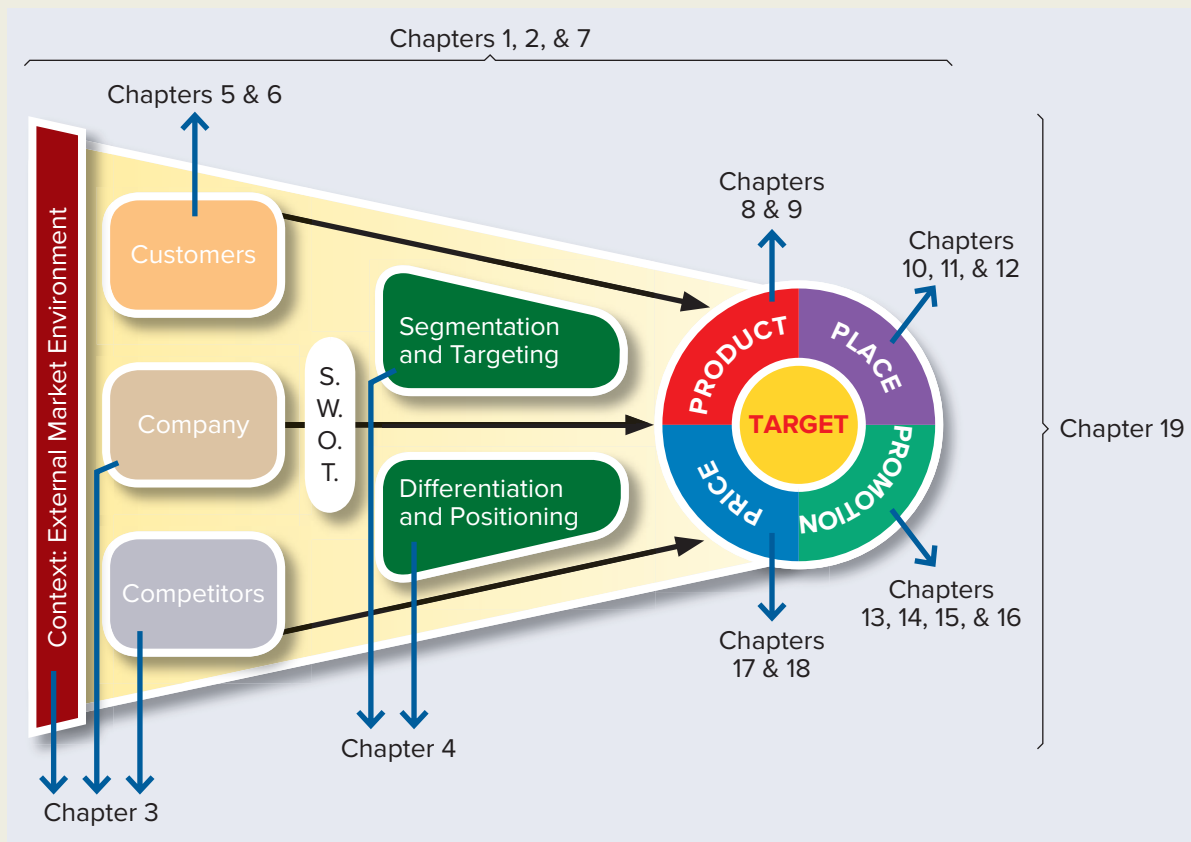 Chapters 1, 2, & 7
Chapters 5 & 6
Context: External Market Environment
Customers
Company
Competitors
S.
W.
O.
T.
Segmentation
and Targeting
Differentiation
and Positioning
Chapters
8 & 9
Chapters
10, 11, & 12
PRODUCT
PLACE
TARGET
PRICE
PROMOTION
Chapter 19
Chapters
13, 14, 15, & 16
Chapters
17 & 18
Chapter 4
Chapter 3